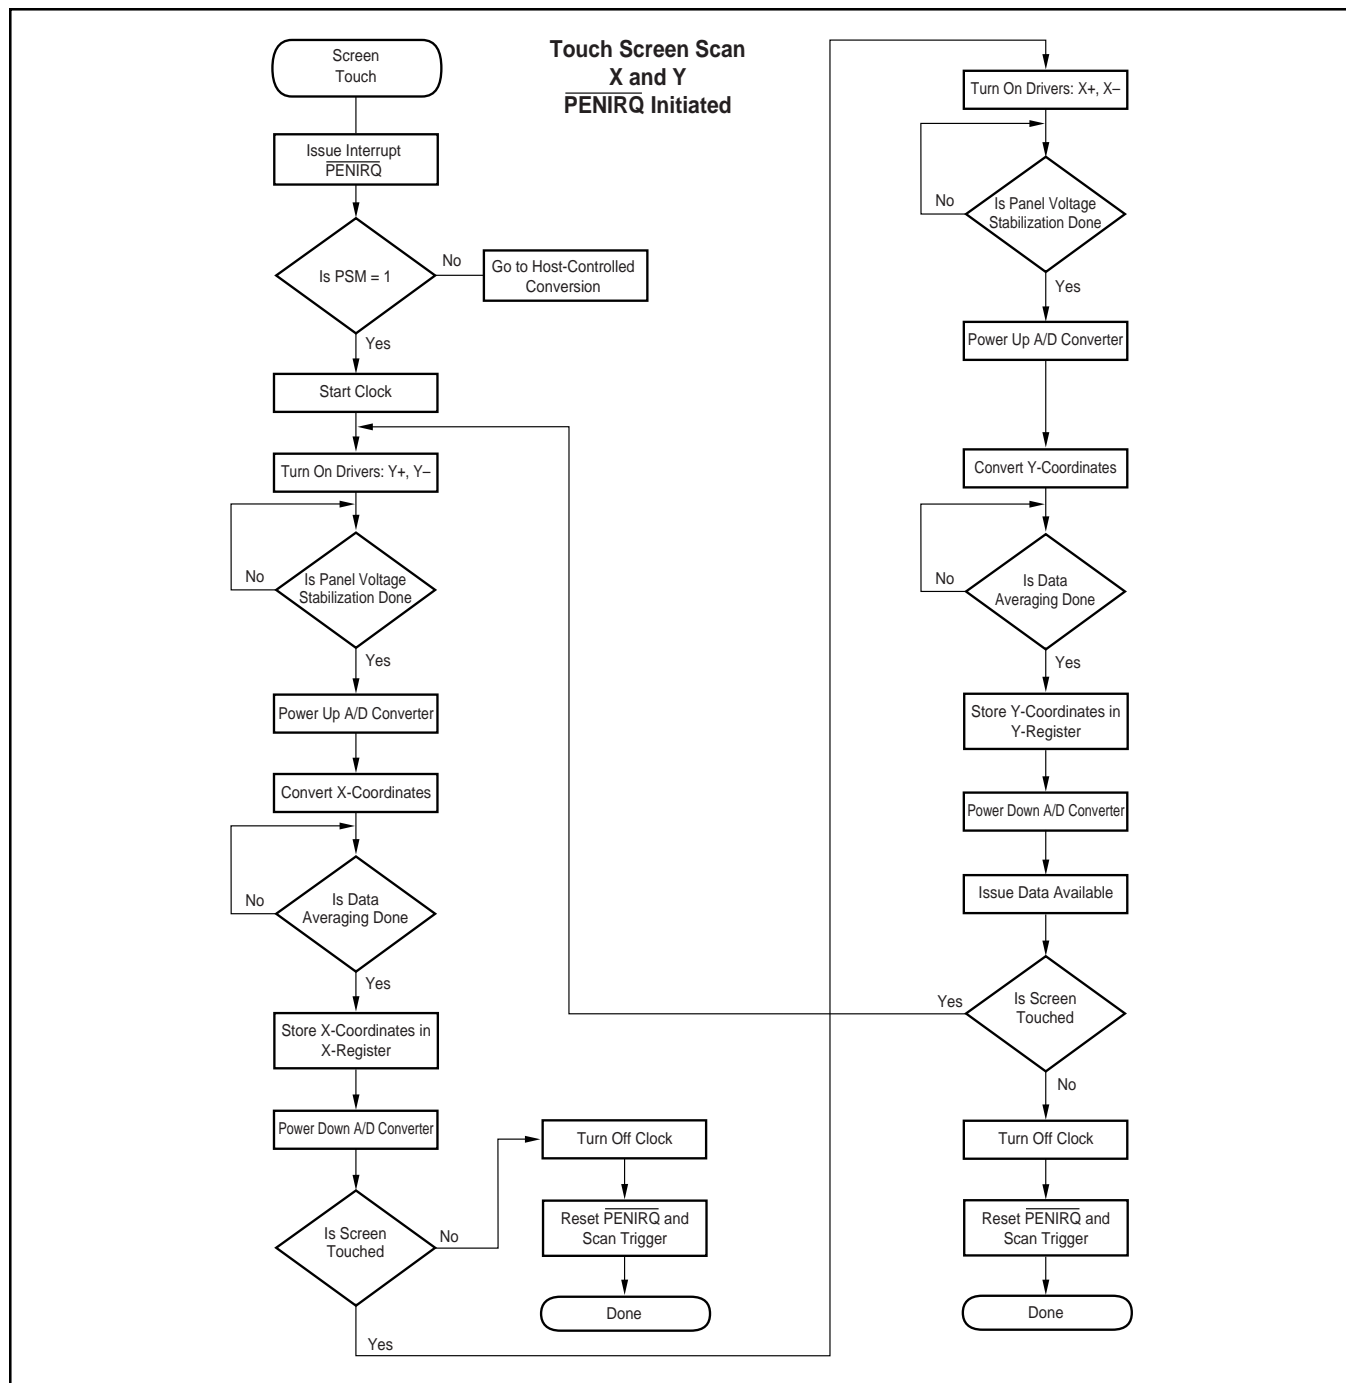 Touch Screen Scan
X and Y
PENIRQ Initiated
Screen
Touch
Issue Interrupt
PENIRQ
Is PSM = 1
No
Go to Host-Controlled
Conversion
Yes
Start Clock
Turn On Drivers: Y+, Y–
Is Panel Voltage
Stabilization Done
No
Yes
Power Up A/D Converter
Convert X-Coordinates
Is Data
Averaging Done
No
Yes
Store X-Coordinates in
X-Register
Power Down A/D Converter
Is Screen
Touched
No
Turn Off Clock
Reset PENIRQ and
Scan Trigger
Done
Yes
Turn On Drivers: X+, X–
Is Panel Voltage
Stabilization Done
No
Yes
Power Up A/D Converter
Convert Y-Coordinates
Is Data
Averaging Done
No
Yes
Store Y-Coordinates in
Y-Register
Power Down A/D Converter
Issue Data Available
Is Screen
Touched
Yes
No
Turn Off Clock
Reset PENIRQ and
Scan Trigger
Done